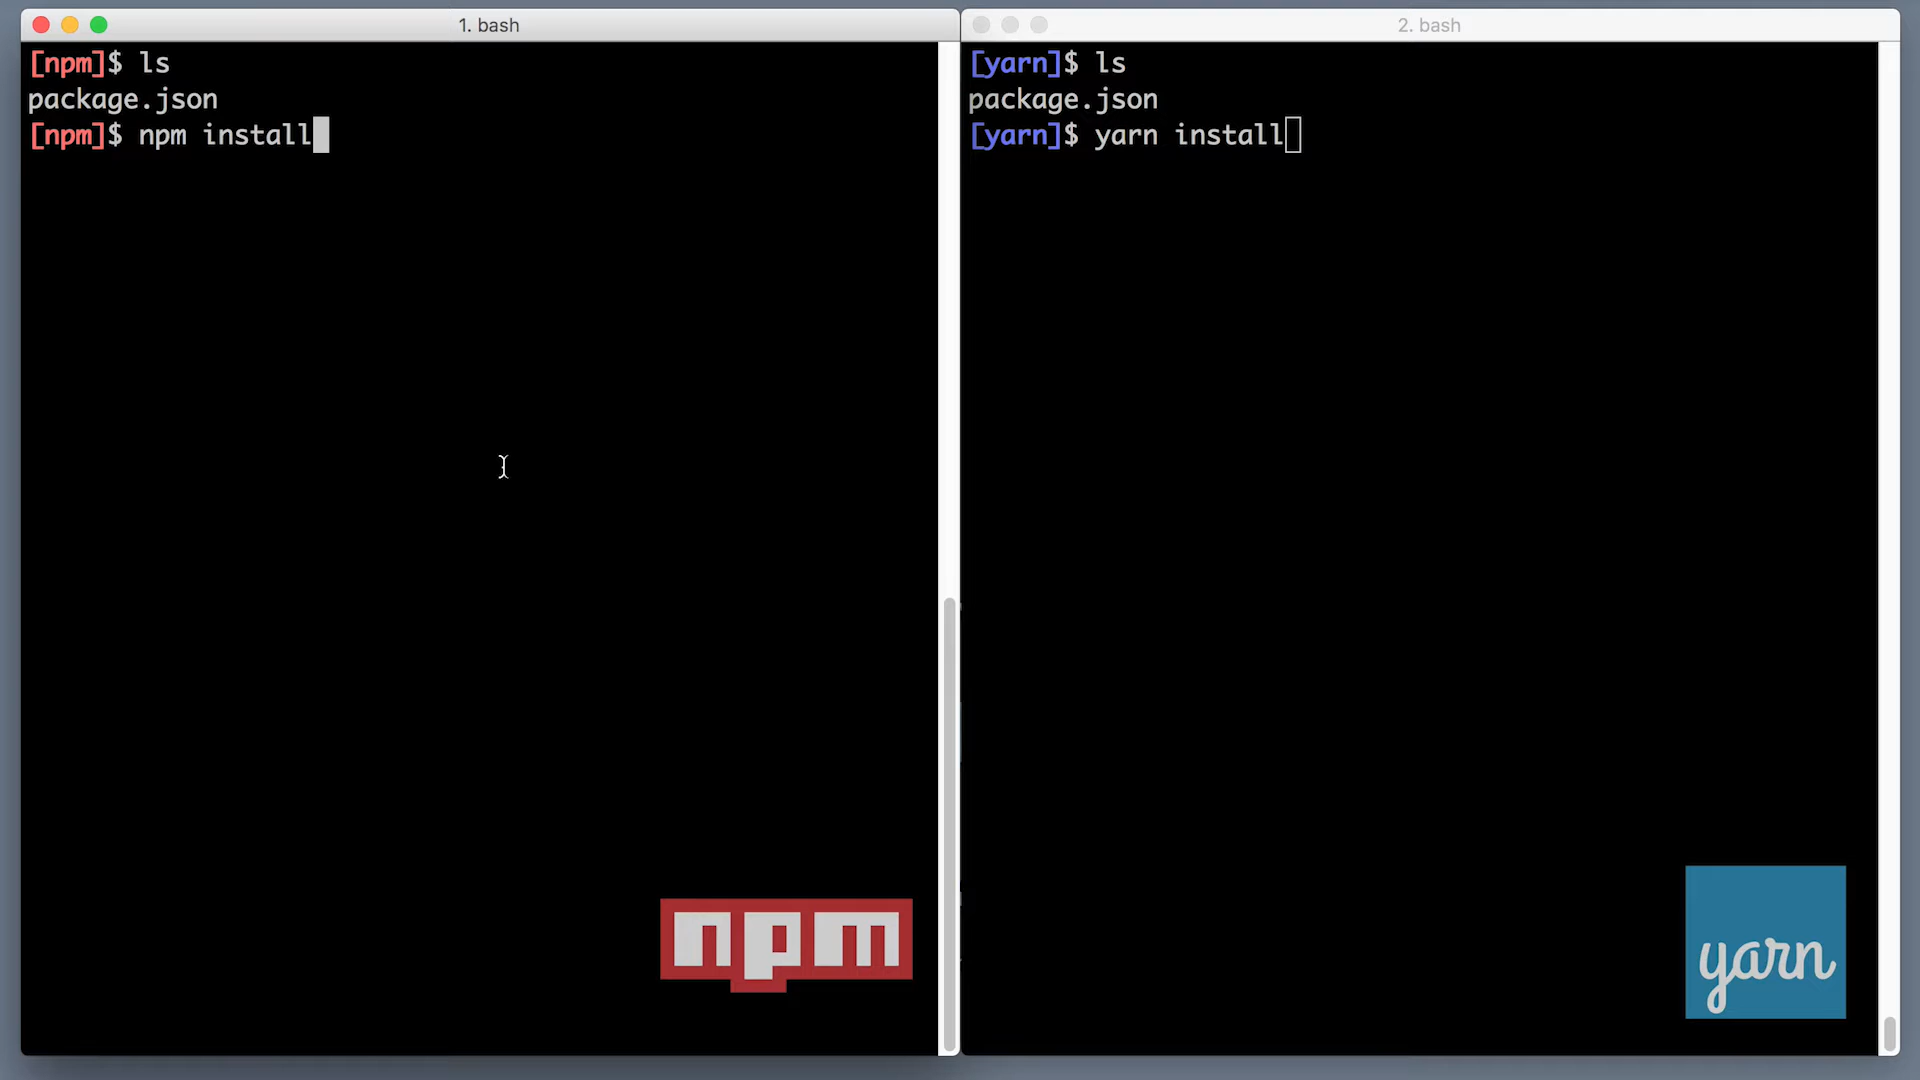 1. bash
[npm]$ ls
package.json
[npm]$ npm install
npm
2. bash
[yarn]$ ls
package.json
[yarn]$ yarn install
yarn